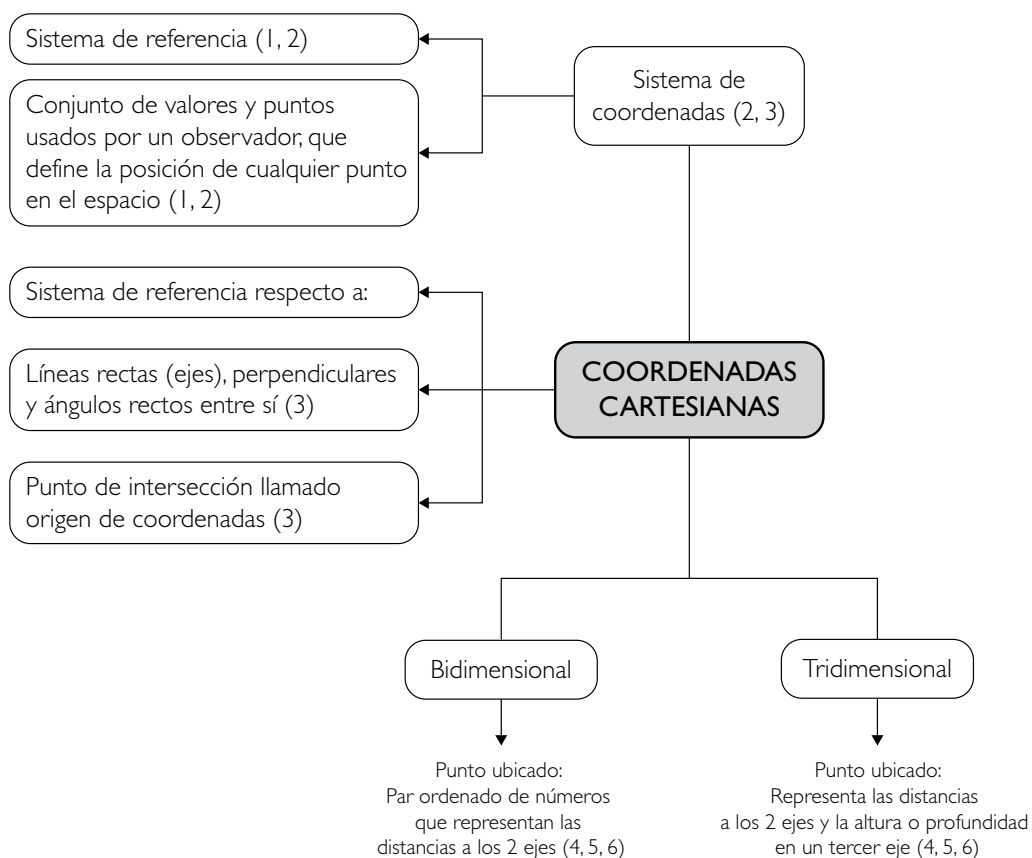 Sistema de referencia (1, 2)
Sistema de
coordenadas (2, 3)
Conjunto de valores y puntos
usados por un observador, que
define la posición de cualquier punto
en el espacio (1, 2)
Sistema de referencia respecto a:
Líneas rectas (ejes), perpendiculares
y ángulos rectos entre sí (3)
COORDENADAS
CARTESIANAS
Punto de intersección llamado
origen de coordenadas (3)
Bidimensional
Tridimensional
Punto ubicado:
Par ordenado de números
que representan las
distancias a los 2 ejes (4, 5, 6)
Punto ubicado:
Representa las distancias
a los 2 ejes y la altura o profundidad
en un tercer eje (4, 5, 6)